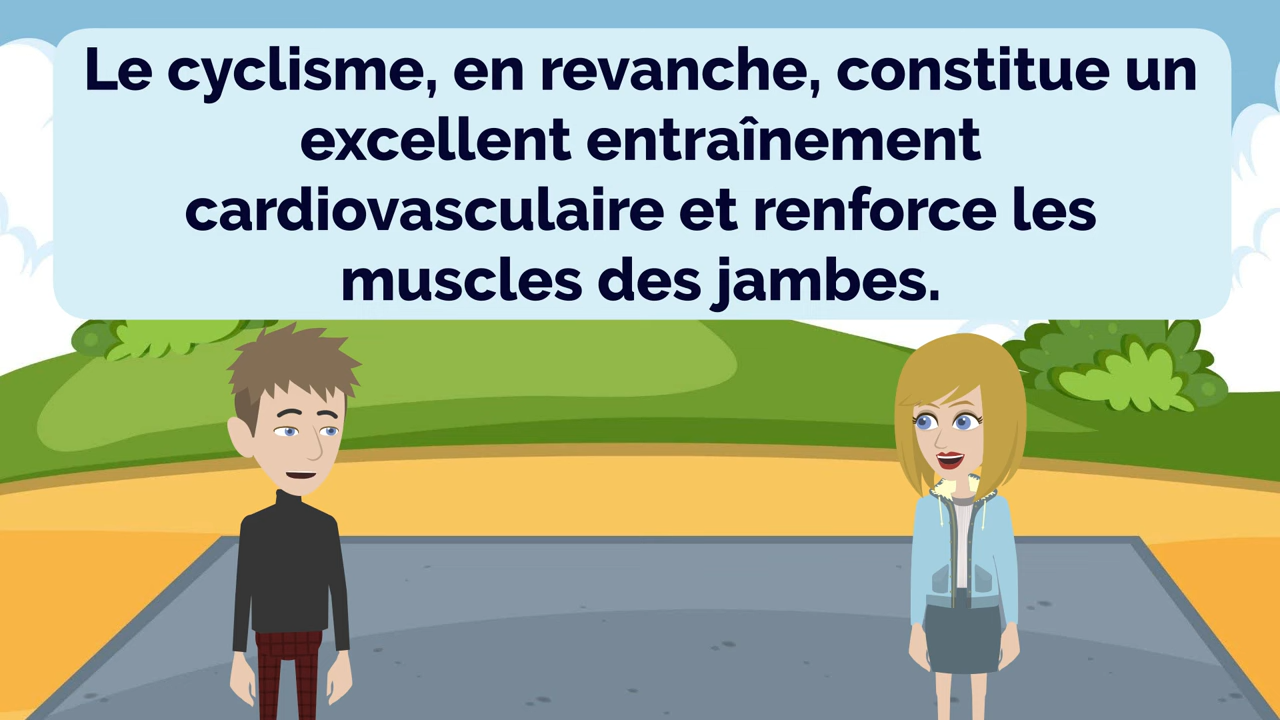 Le cyclisme, en revanche, constitue un
excellent entraînement
cardiovasculaire et renforce les
muscles des jambes.